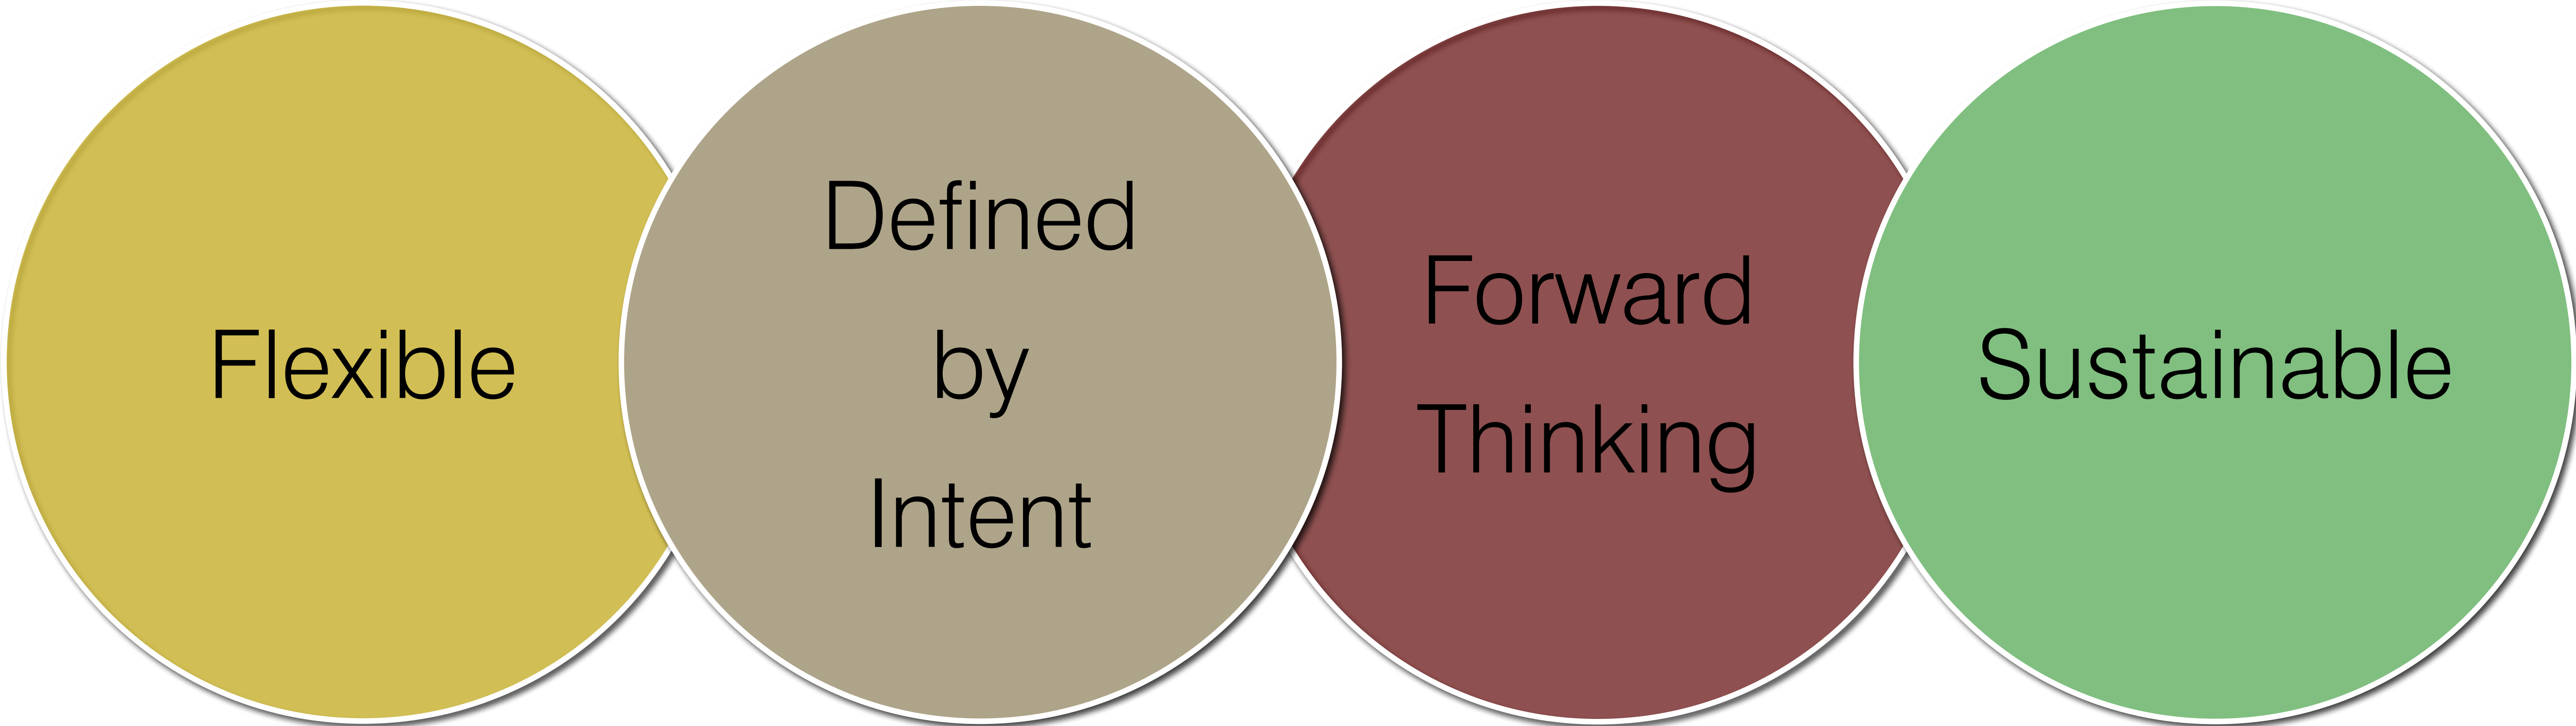 Flexible
Defined
by
Intent
Forward
Thinking
Sustainable